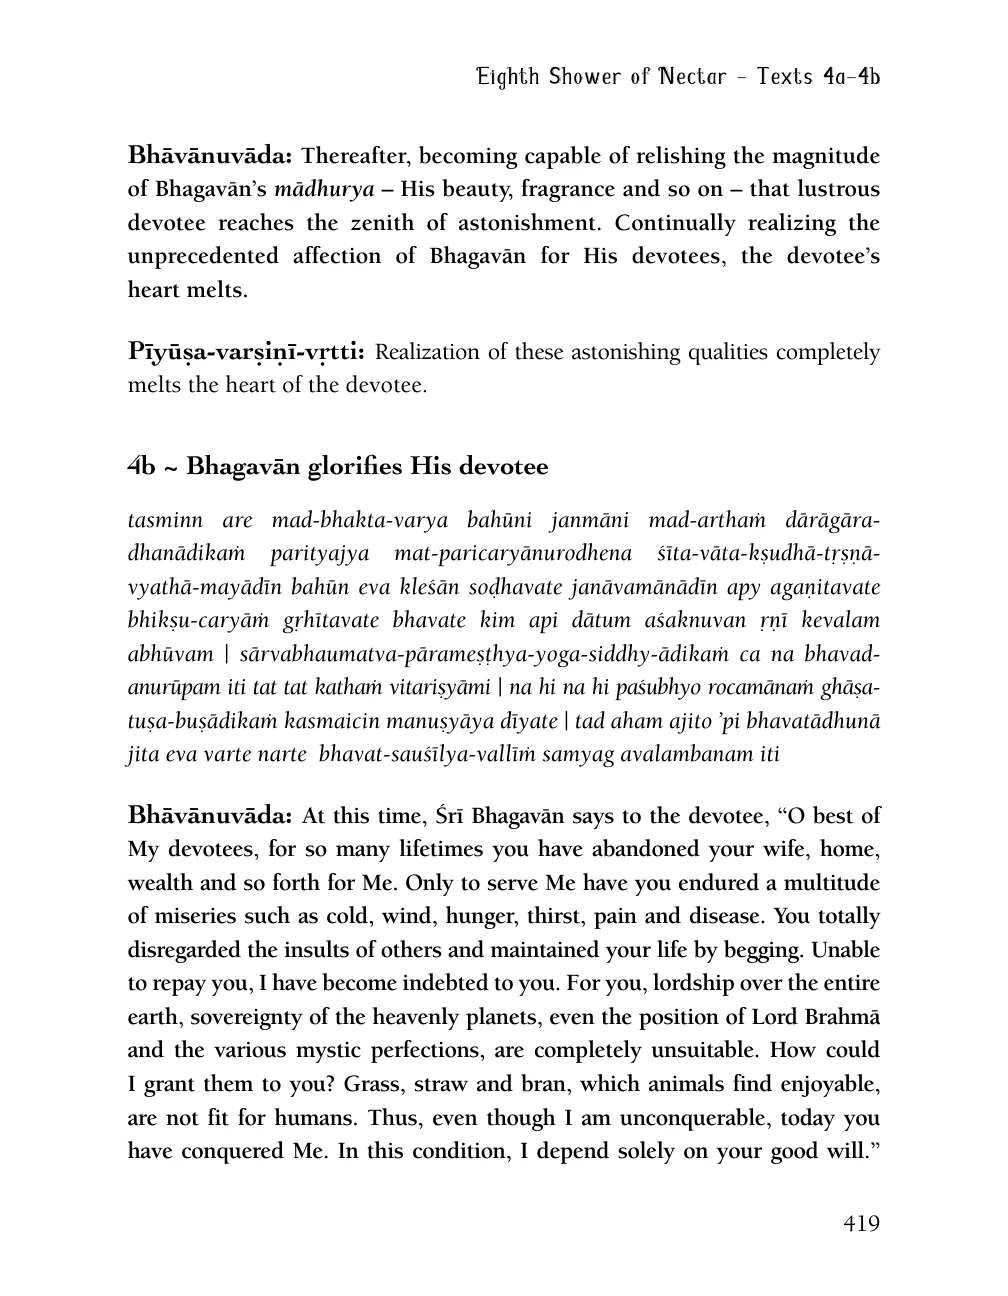 Eighth Shower of Nectar – Texts 4a–4b
Bhāvānuvāda: Thereafter, becoming capable of relishing the magnitude
of Bhagavān’s mādhurya – His beauty, fragrance and so on – that lustrous
devotee reaches the zenith of astonishment. Continually realizing the
unprecedented affection of Bhagavān for His devotees, the devotee’s
heart melts.
Pīyūṣa-varṣiṇī-vṛtti: Realization of these astonishing qualities completely
melts the heart of the devotee.
4b ~ Bhagavān glorifies His devotee
tasminn are mad-bhakta-varya bahūni janmāni mad-arthaṁ dārāgāra-
dhanādikaṁ parityajya mat-paricaryānurodhena śīta-vāta-kṣudhā-tṛṣṇā-
vyathā-mayādīn bahūn eva kleśān soḍhavate janāvamānādīn apy agaṇitavate
bhikṣu-caryāṁ gṛhītavate bhavate kim api dātum aśaknuvan ṛṇī kevalam
abhūvam | sārvabhaumatva-pārameṣṭhya-yoga-siddhy-ādikaṁ ca na bhavad-
anurūpam iti tat tat kathaṁ vitariṣyāmi | na hi na hi paśubhyo rocamānaṁ ghāṣa-
tuṣa-buṣādikaṁ kasmaicin manuṣyāya dīyate | tad aham ajito ’pi bhavatādhunā
jita eva varte narte bhavat-sauśīlya-vallīṁ samyag avalambanam iti
Bhāvānuvāda: At this time, Śrī Bhagavān says to the devotee, “O best of
My devotees, for so many lifetimes you have abandoned your wife, home,
wealth and so forth for Me. Only to serve Me have you endured a multitude
of miseries such as cold, wind, hunger, thirst, pain and disease. You totally
disregarded the insults of others and maintained your life by begging. Unable
to repay you, I have become indebted to you. For you, lordship over the entire
earth, sovereignty of the heavenly planets, even the position of Lord Brahmā
and the various mystic perfections, are completely unsuitable. How could
I grant them to you? Grass, straw and bran, which animals find enjoyable,
are not fit for humans. Thus, even though I am unconquerable, today you
have conquered Me. In this condition, I depend solely on your good will.”
419